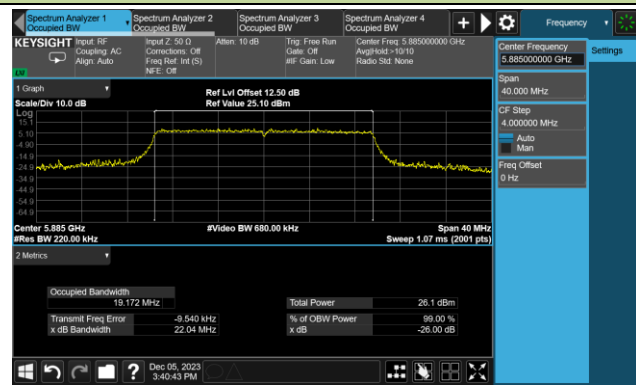 Spectrum Analyzer 1
Occupied BW
Spectrum Analyzer 2
Occupied BW
Spectrum Analyzer 3
Occupied BW
Spectrum Analyzer 4
Occupied BW
Frequency
KEYSIGHT
Input: RF
Coupling: AC
Align: Auto
Input Z: 50 Ω
Corrections: Off
Freq Ref: Int (S)
NFE: Off
Atten: 10 dB
Trig: Free Run
Gate: Off
#IF Gain: Low
Center Freq: 5.885000000 GHz
Avg|Hold:>10/10
Radio Std: None
Center Frequency
5.885000000 GHz
Settings
Span
40.000 MHz
CF Step
4.000000 MHz
Auto
Man
Freq Offset
0 Hz
1 Graph
Scale/Div 10.0 dB
Ref Lvl Offset 12.50 dB
Ref Value 25.10 dBm
Log
15.1
5.10
-4.90
-14.9
-24.9
-34.9
-44.9
-54.9
-64.9
Center 5.885 GHz
#Res BW 220.00 kHz
#Video BW 680.00 kHz
Span 40 MHz
Sweep 1.07 ms (2001 pts)
2 Metrics
Occupied Bandwidth
19.172 MHz
Transmit Freq Error -9.540 kHz
x dB Bandwidth 22.04 MHz
Total Power 26.1 dBm
% of OBW Power 99.00 %
x dB -26.00 dB
?
Dec 05, 2023
3:40:43 PM